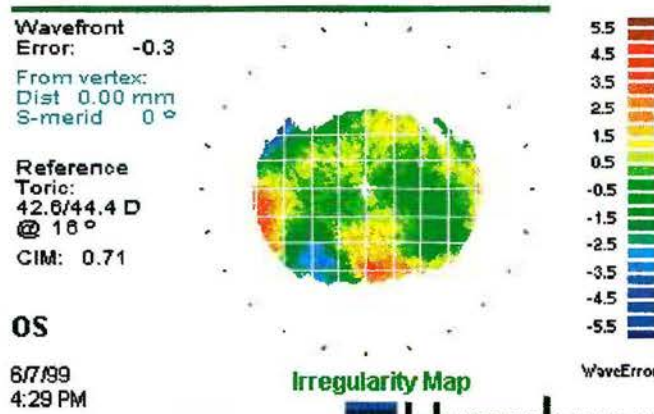 Wavefront
Error: -0.3
From vertex:
Dist 0.00 mm
S-merid 0 º
Reference
Toric:
42.6/44.4 D
@ 16º
CIM: 0.71
OS
6/7/99
4:29 PM
Irregularity Map
5.5
4.5
3.5
2.5
1.5
0.5
-0.5
-1.5
-2.5
-3.5
-4.5
-5.5
WaveError